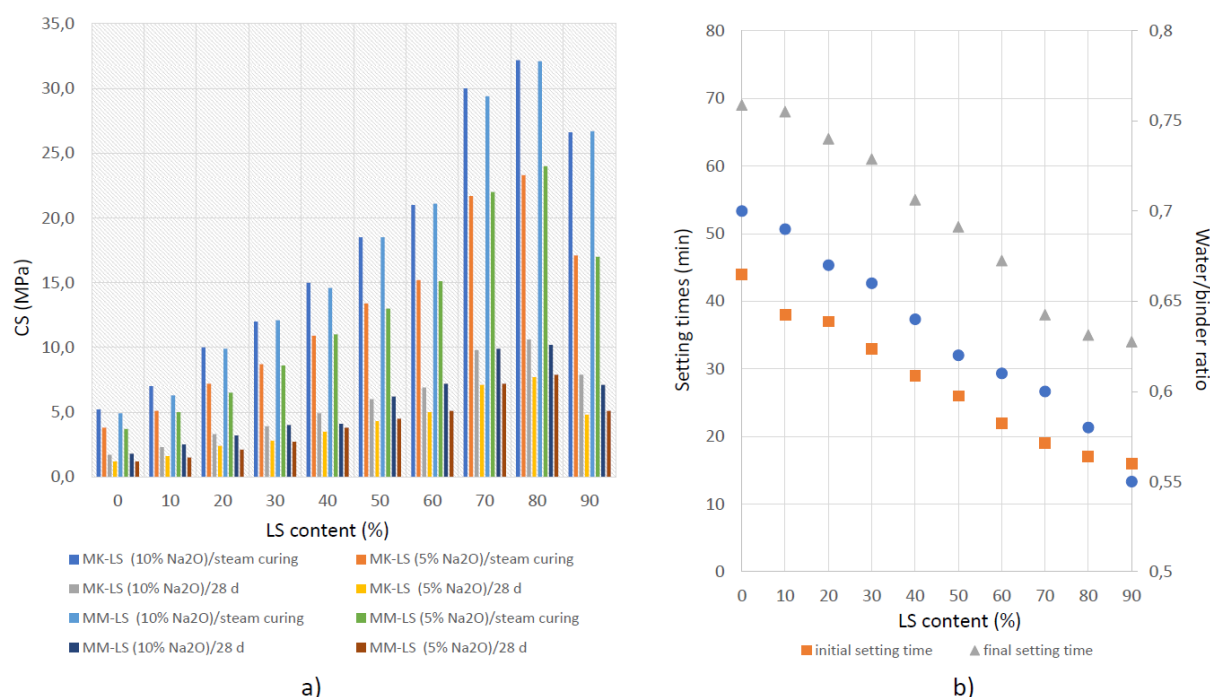 35,0
30,0
25,0
20,0
15,0
10,0
5,0
0,0
CS (MPa)
0 10 20 30 40 50 60 70 80 90
LS content (%)
MK-LS (10% Na2O)/steam curing
MK-LS (5% Na2O)/steam curing
MK-LS (10% Na2O)/28 d
MK-LS (5% Na2O)/28 d
MM-LS (10% Na2O)/steam curing
MM-LS (5% Na2O)/steam curing
MM-LS (10% Na2O)/28 d
MM-LS (5% Na2O)/28 d
a)
80
70
60
50
40
30
20
10
0
Setting times (min)
0,8
0,75
0,7
0,65
0,6
0,55
0,5
Water/binder ratio
0 10 20 30 40 50 60 70 80 90
LS content (%)
initial setting time
final setting time
b)